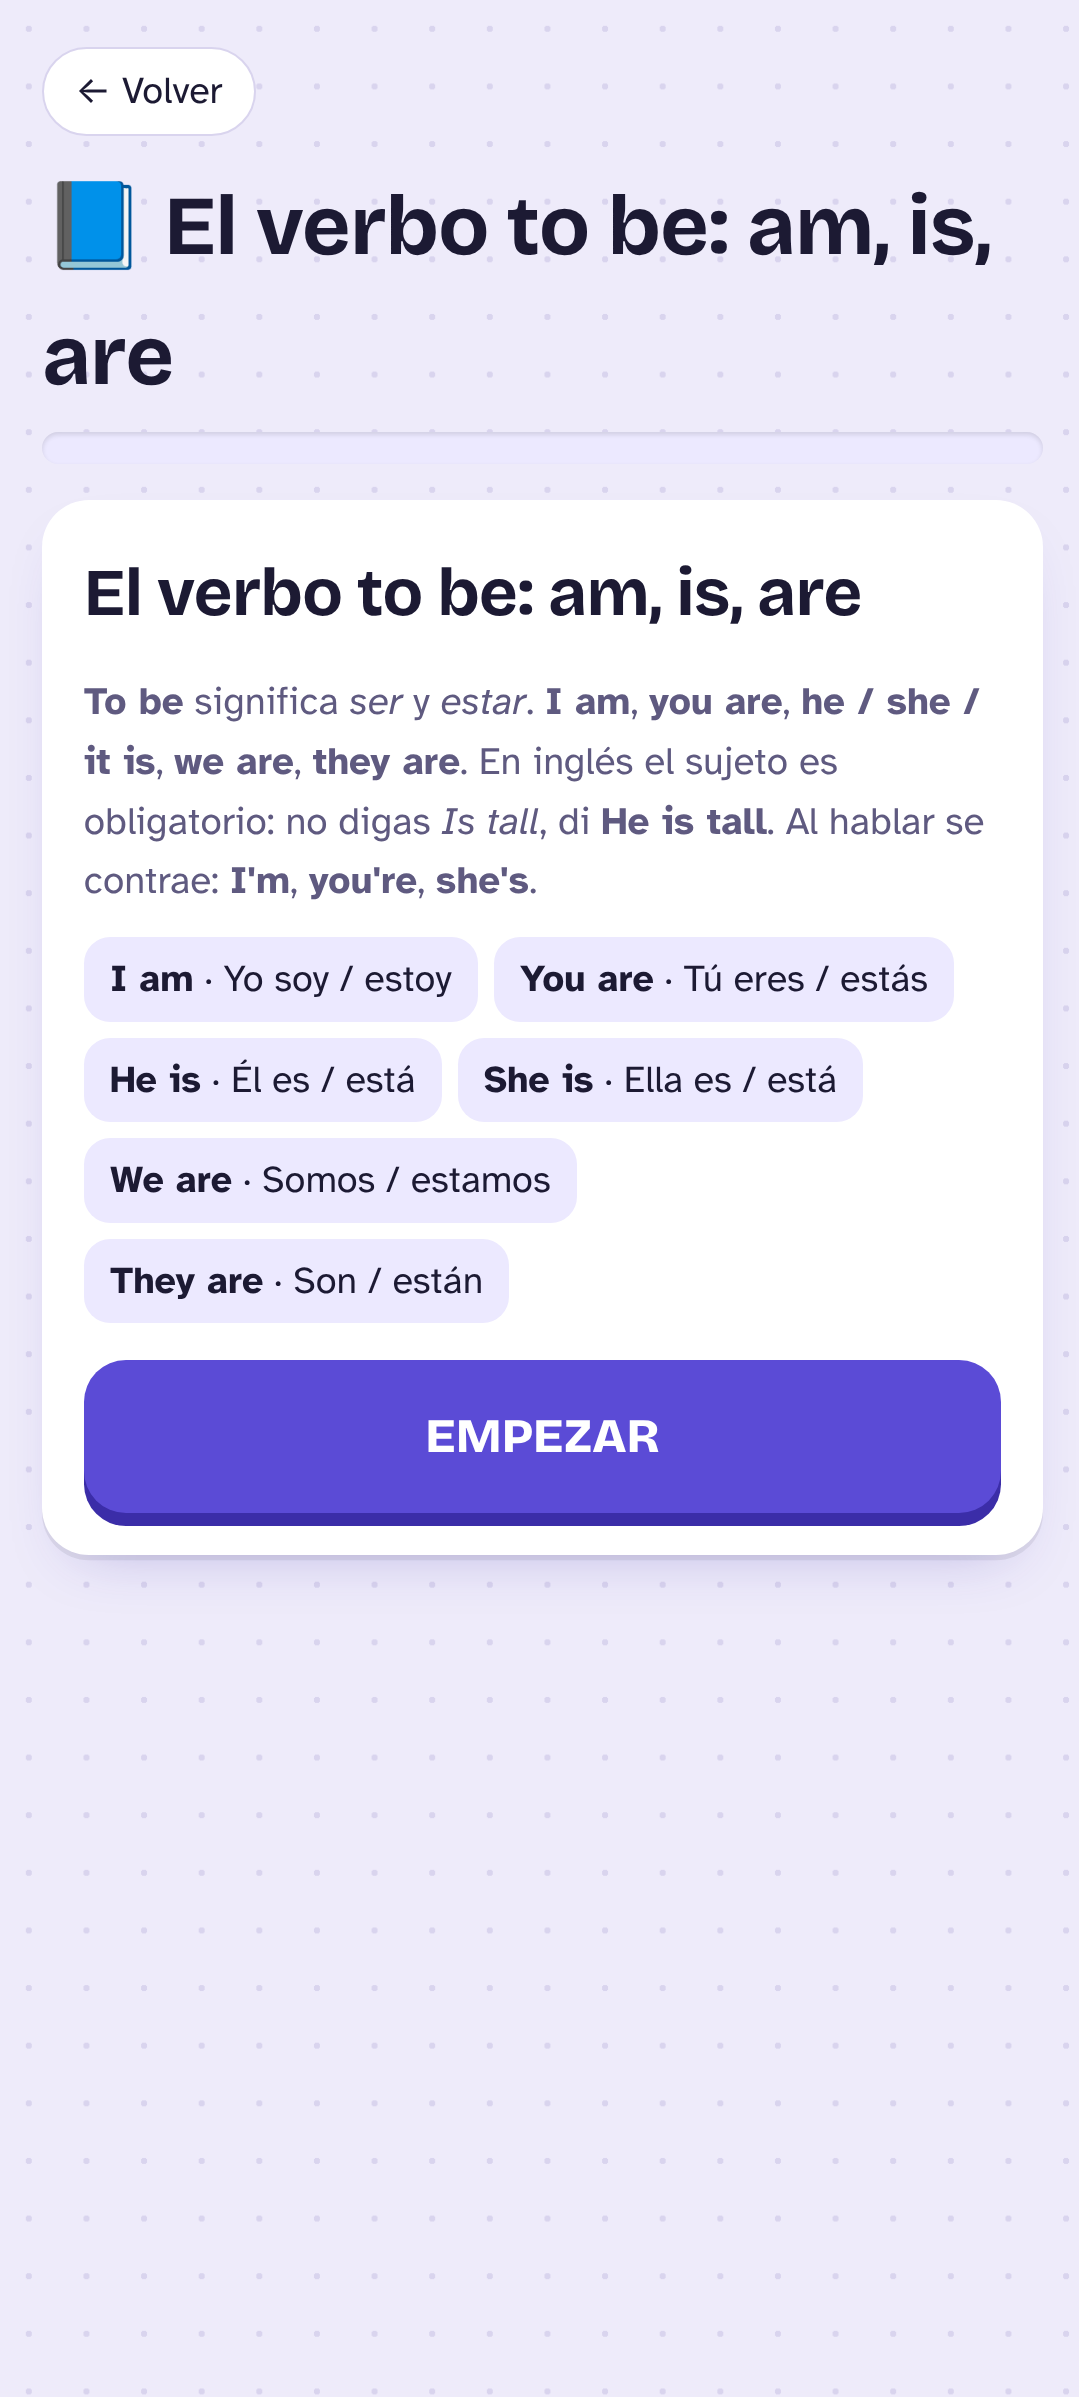 ← Volver
📘 El verbo to be: am, is,
are
El verbo to be: am, is, are
To be significa ser y estar. I am, you are, he / she /
it is, we are, they are. En inglés el sujeto es
obligatorio: no digas Is tall, di He is tall. Al hablar se
contrae: I'm, you're, she's.
I am · Yo soy / estoy
You are · Tú eres / estás
He is · Él es / está
She is · Ella es / está
We are · Somos / estamos
They are · Son / están
EMPEZAR